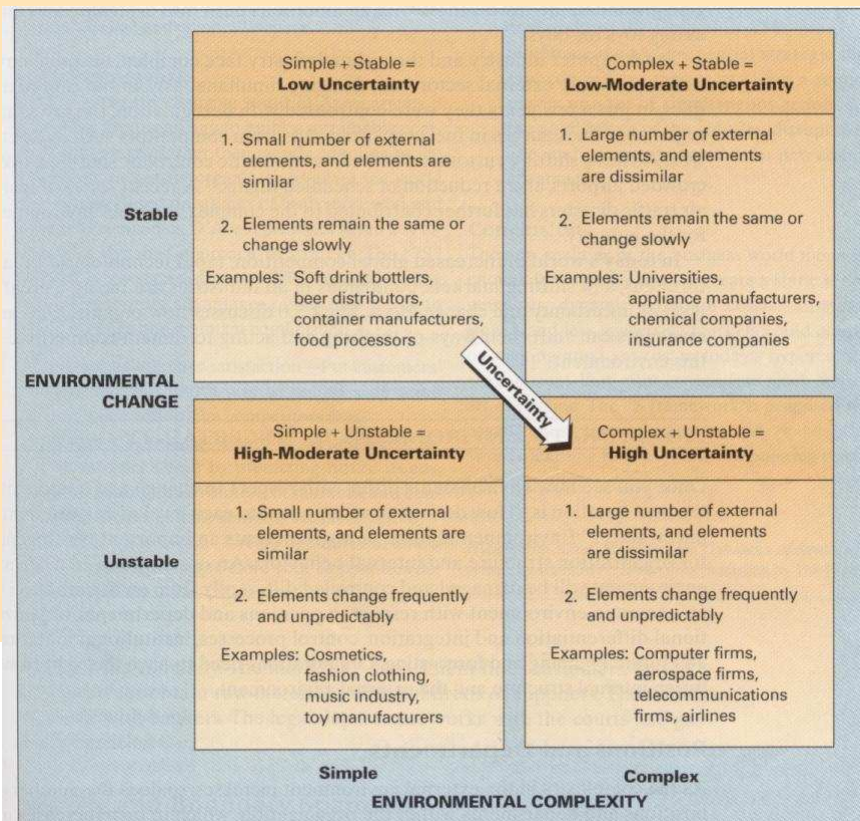 Simple + Stable =
Low Uncertainty
1. Small number of external
elements, and elements are
similar
2. Elements remain the same or
change slowly
Examples: Soft drink bottlers,
beer distributors,
container manufacturers,
food processors
Complex + Stable =
Low-Moderate Uncertainty
1. Large number of external
elements, and elements
are dissimilar
2. Elements remain the same or
change slowly
Examples: Universities,
appliance manufacturers,
chemical companies,
insurance companies
Stable
ENVIRONMENTAL
CHANGE
Uncertainty
Simple + Unstable =
High-Moderate Uncertainty
1. Small number of external
elements, and elements are
similar
2. Elements change frequently
and unpredictably
Examples: Cosmetics,
fashion clothing,
music industry,
toy manufacturers
Complex + Unstable =
High Uncertainty
1. Large number of external
elements, and elements
are dissimilar
2. Elements change frequently
and unpredictably
Examples: Computer firms,
aerospace firms,
telecommunications
firms, airlines
Unstable
Simple
Complex
ENVIRONMENTAL COMPLEXITY